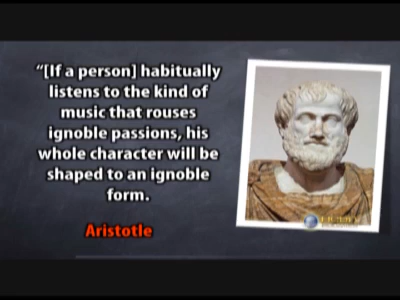 “[If a person] habitually
listens to the kind of
music that rouses
ignoble passions, his
whole character will be
shaped to an ignoble
form.
Aristotle